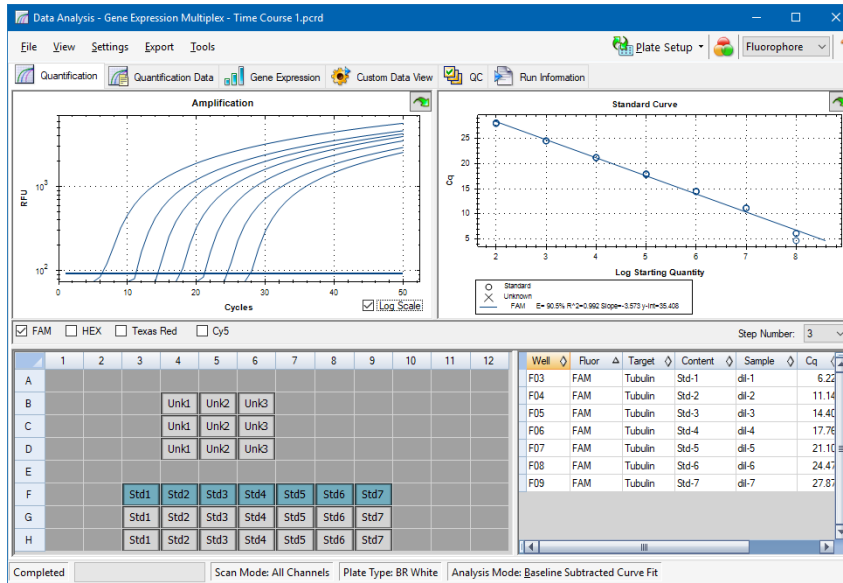 Data Analysis - Gene Expression Multiplex - Time Course 1.pcrd
File View Settings Export Tools Plate Setup Fluorophore
Quantification Quantification Data Gene Expression Custom Data View QC Run Information
Amplification
RFU
10^3
10^2
0 10 20 30 40 50
Cycles
Log Scale
Standard Curve
Cq
25
20
15
10
5
2 3 4 5 6 7 8
Log Starting Quantity
Standard
Unknown
FAM E= 90.5% R^2=0.992 Slope=-3.573 y-int=35.408
FAM HEX Texas Red Cy5 Step Number: 3
1 2 3 4 5 6 7 8 9 10 11 12
A
B Unk1 Unk2 Unk3
C Unk1 Unk2 Unk3
D Unk1 Unk2 Unk3
E
F Std1 Std2 Std3 Std4 Std5 Std6 Std7
G Std1 Std2 Std3 Std4 Std5 Std6 Std7
H Std1 Std2 Std3 Std4 Std5 Std6 Std7
Well Fluor Target Content Sample Cq
F03 FAM Tubulin Std-1 dil-1 6.22
F04 FAM Tubulin Std-2 dil-2 11.14
F05 FAM Tubulin Std-3 dil-3 14.40
F06 FAM Tubulin Std-4 dil-4 17.76
F07 FAM Tubulin Std-5 dil-5 21.10
F08 FAM Tubulin Std-6 dil-6 24.47
F09 FAM Tubulin Std-7 dil-7 27.87
Completed Scan Mode: All Channels Plate Type: BR White Analysis Mode: Baseline Subtracted Curve Fit